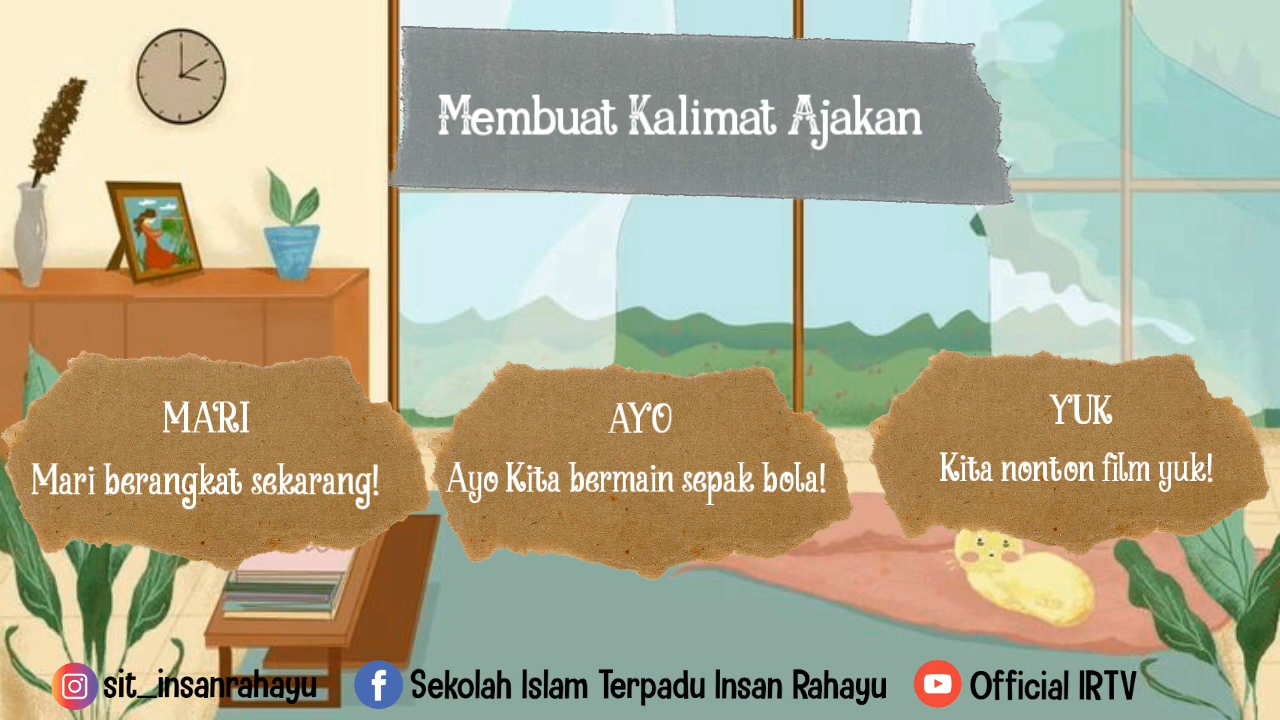 Membuat Kalimat Ajakan
MARI
Mari berangkat sekarang!
AYO
Ayo Kita bermain sepak bola!
YUK
Kita nonton film yuk!
sit_insanrahayu
Sekolah Islam Terpadu Insan Rahayu
Official IRTV